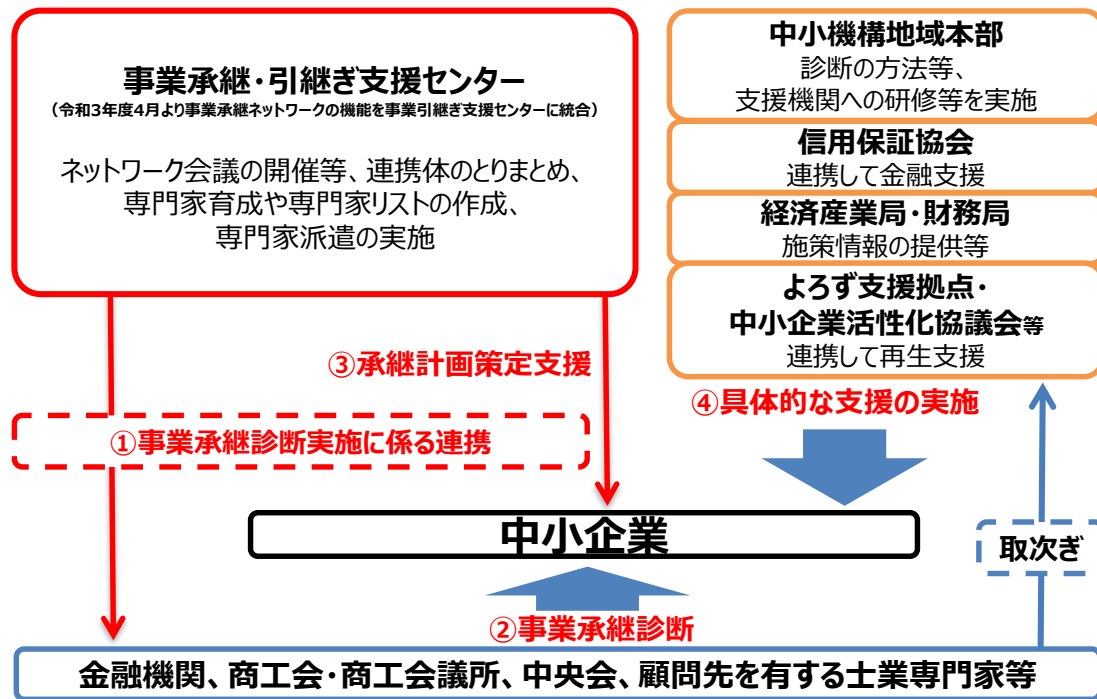 事業承継・引継ぎ支援センター
（令和3年度4月より事業承継ネットワークの機能を事業引継ぎ支援センターに統合）
ネットワーク会議の開催等、連携体のとりまとめ、
専門家育成や専門家リストの作成、
専門家派遣の実施
中小機構地域本部
診断の方法等、
支援機関への研修等を実施
信用保証協会
連携して金融支援
経済産業局・財務局
施策情報の提供等
よろず支援拠点・
中小企業活性化協議会等
連携して再生支援
③承継計画策定支援
④具体的な支援の実施
①事業承継診断実施に係る連携
中小企業
取次ぎ
②事業承継診断
金融機関、商工会・商工会議所、中央会、顧問先を有する士業専門家等